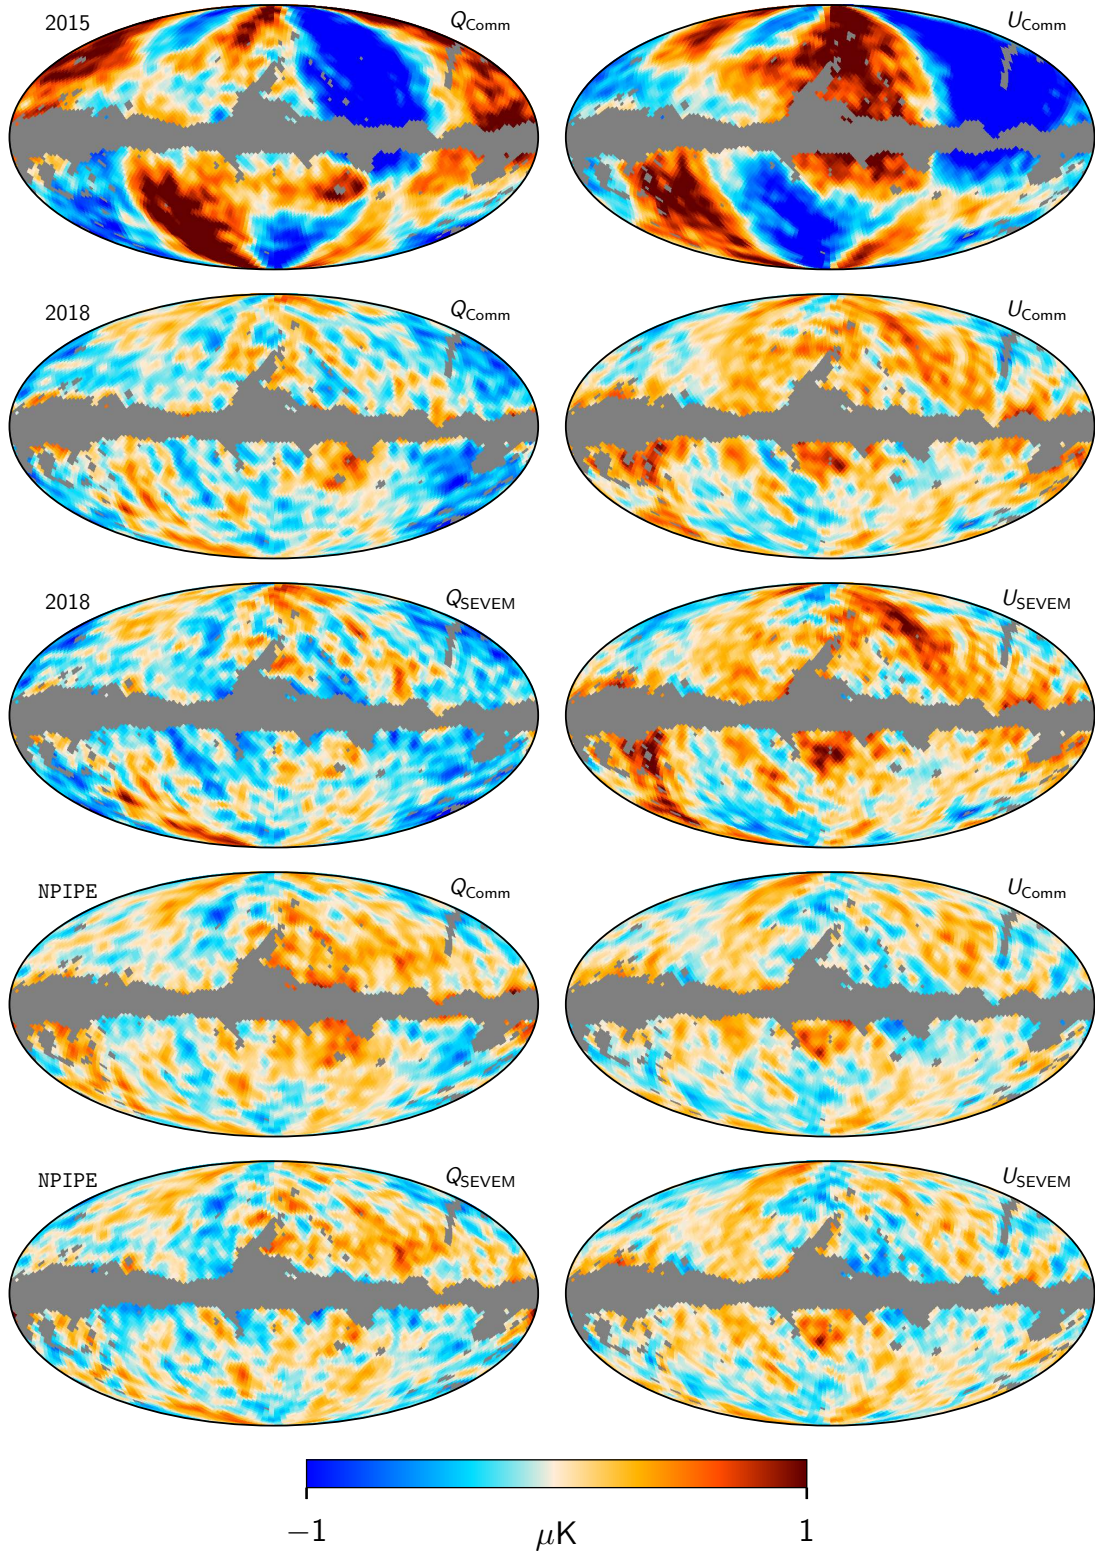 2015 Q_Comm U_Comm
2018 Q_Comm U_Comm
2018 Q_SEVEM U_SEVEM
NPIPE Q_Comm U_Comm
NPIPE Q_SEVEM U_SEVEM
−1 μK 1